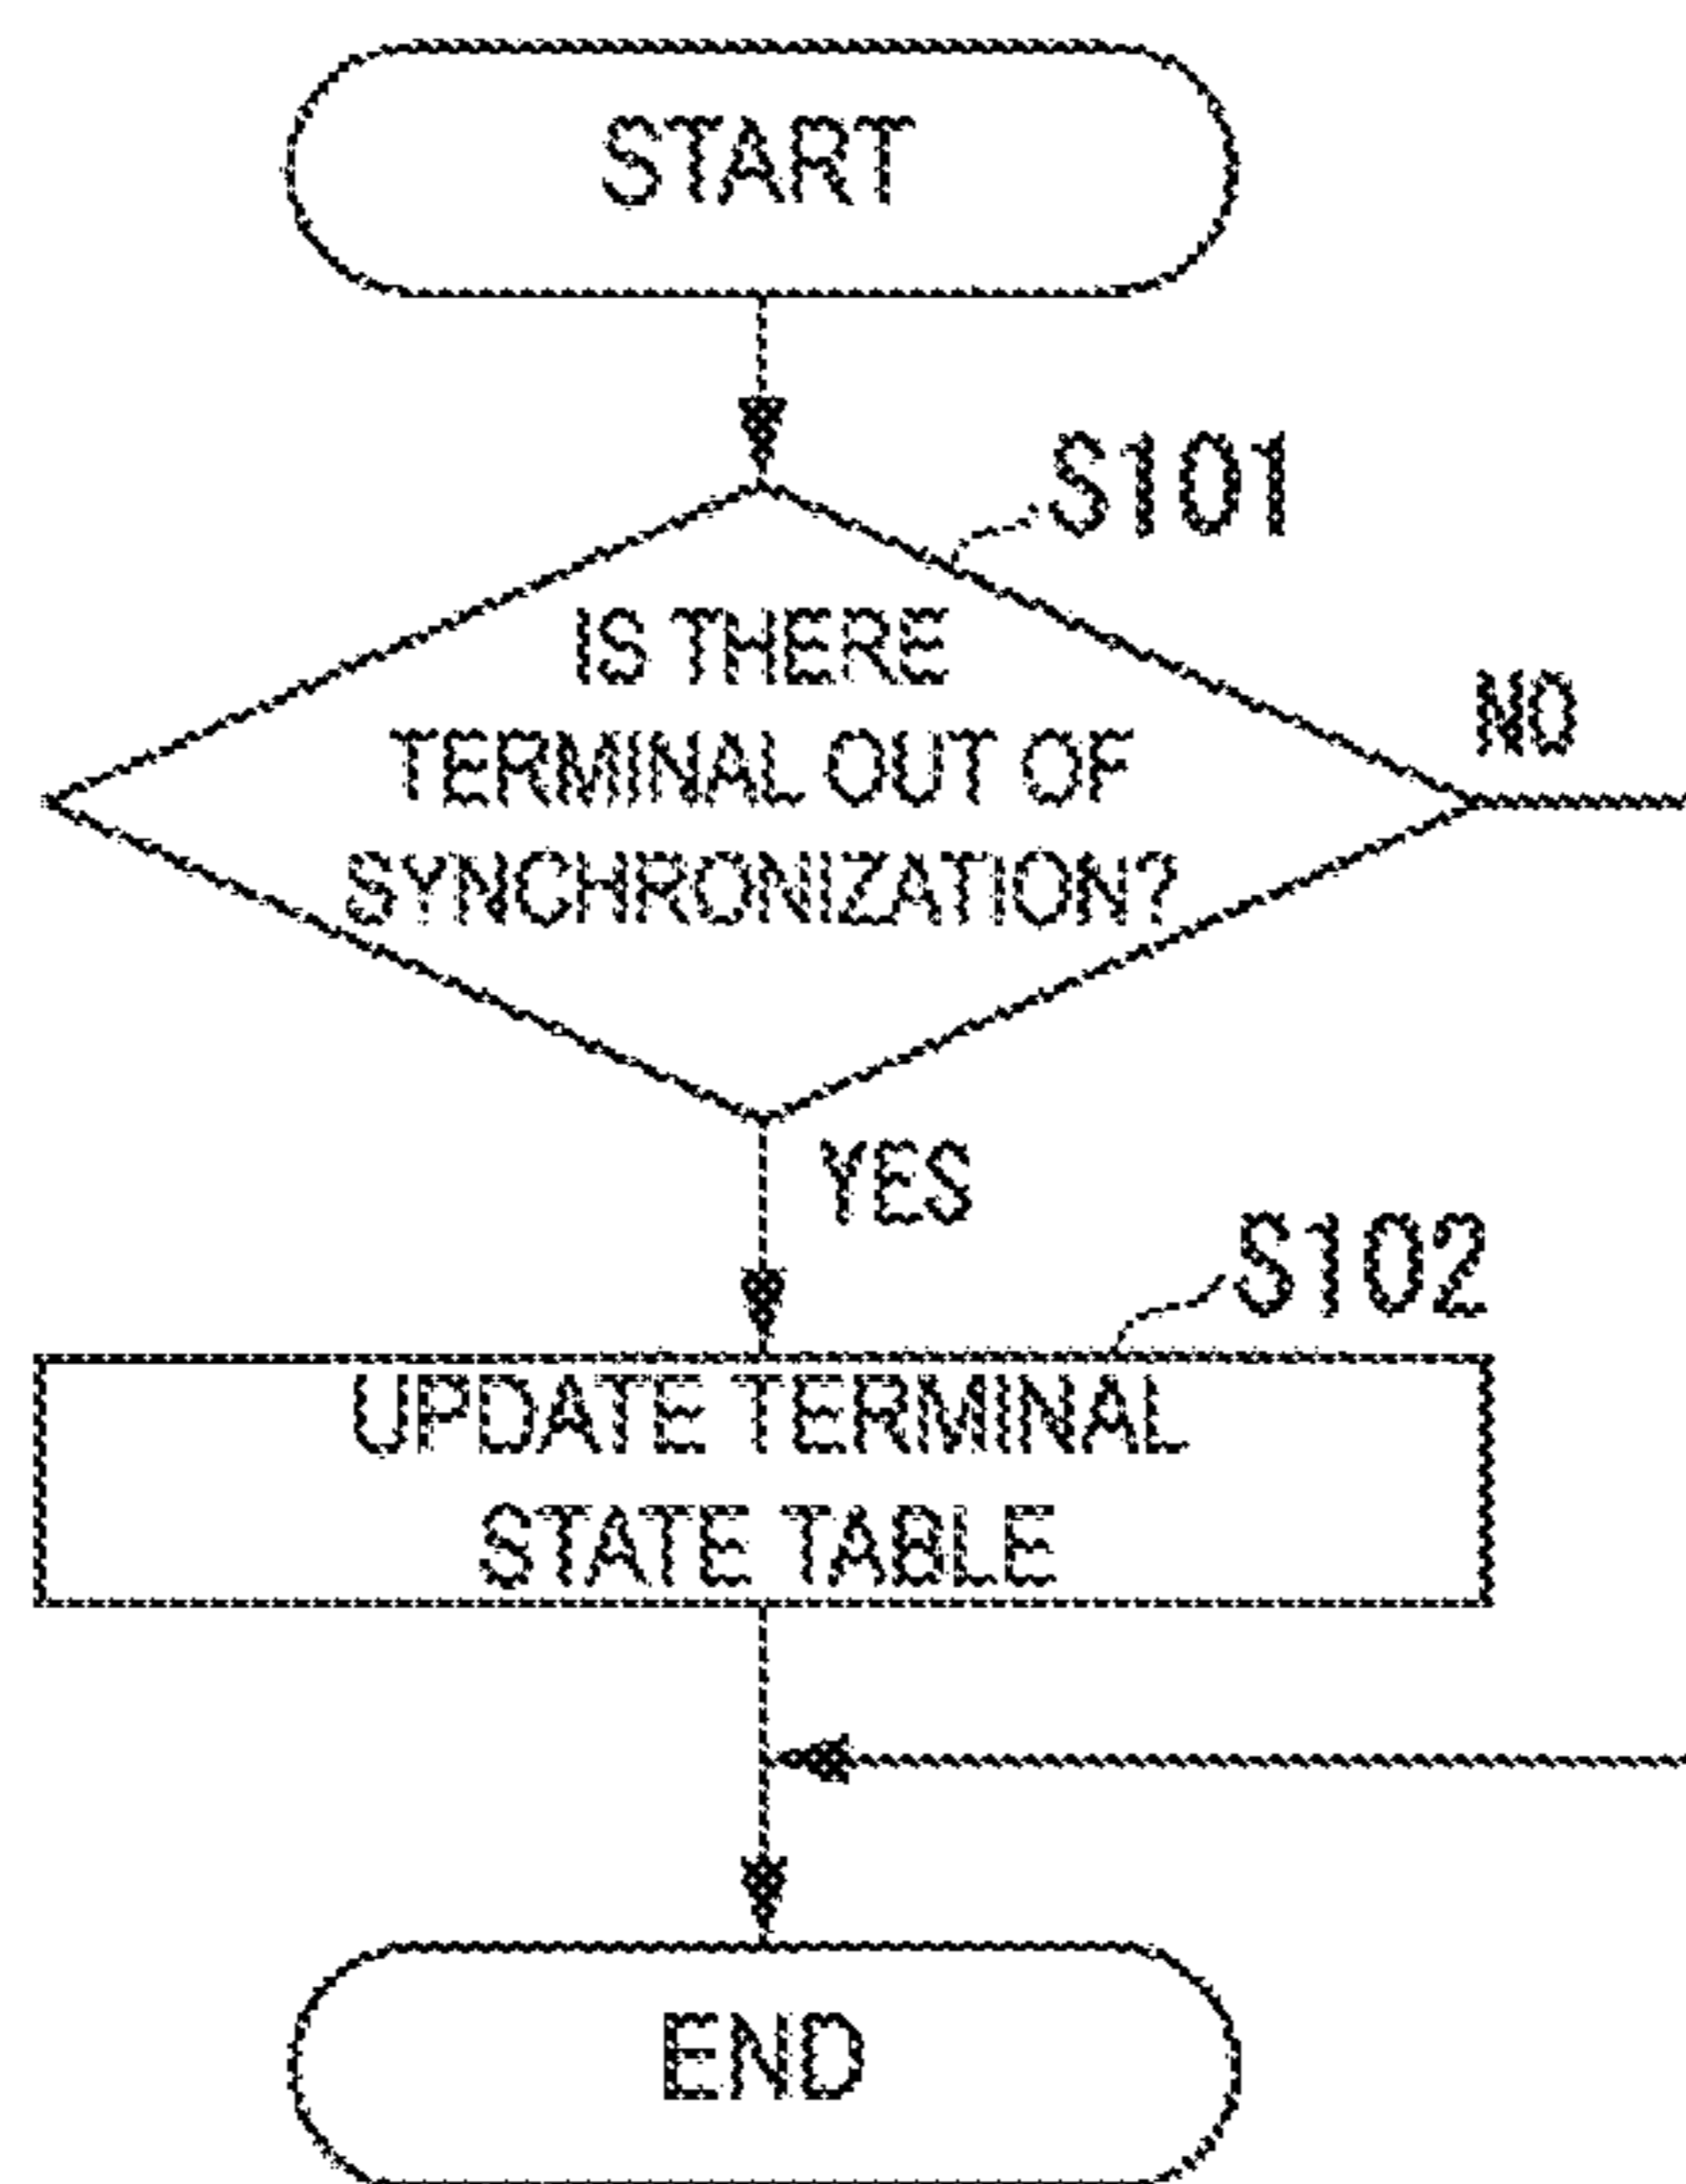 START
S101
IS THERE
TERMINAL OUT OF
SYNCHRONIZATION?
NO
YES
S102
UPDATE TERMINAL
STATE TABLE
END